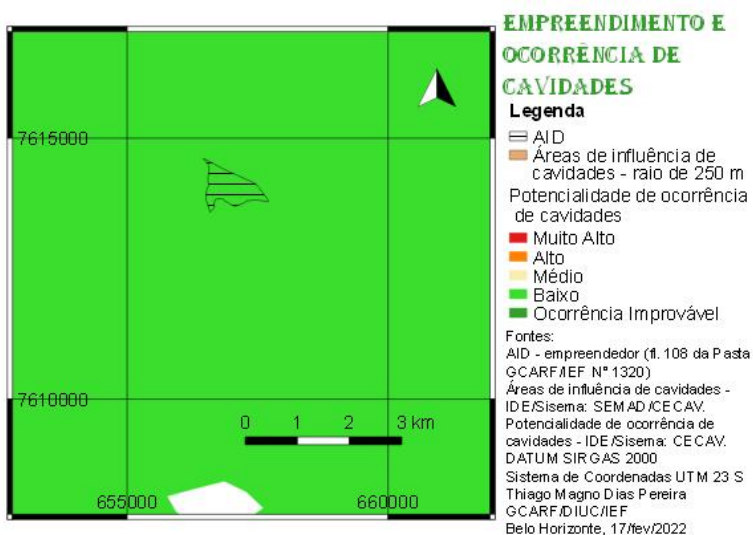 EMPREENDIMENTO E
OCORRÊNCIA DE
CAVIDADES
Legenda
AID
Áreas de influência de
cavidades - raio de 250 m
Potencialidade de ocorrência
de cavidades
Muito Alto
Alto
Médio
Baixo
Ocorrência Improvável
Fontes:
AID - empreendedor (fl. 108 da Pasta
GCARF/IEF Nº 1320)
Áreas de influência de cavidades -
IDE/Sisema: SEMAD/CECAV.
Potencialidade de ocorrência de
cavidades - IDE/Sisema: CECAV.
DATUM SIRGAS 2000
Sistema de Coordenadas UTM 23 S
Thiago Magno Dias Pereira
GCARF/DIUC/IEF
Belo Horizonte, 17/fev/2022
7615000
7610000
0 1 2 3 km
655000 660000